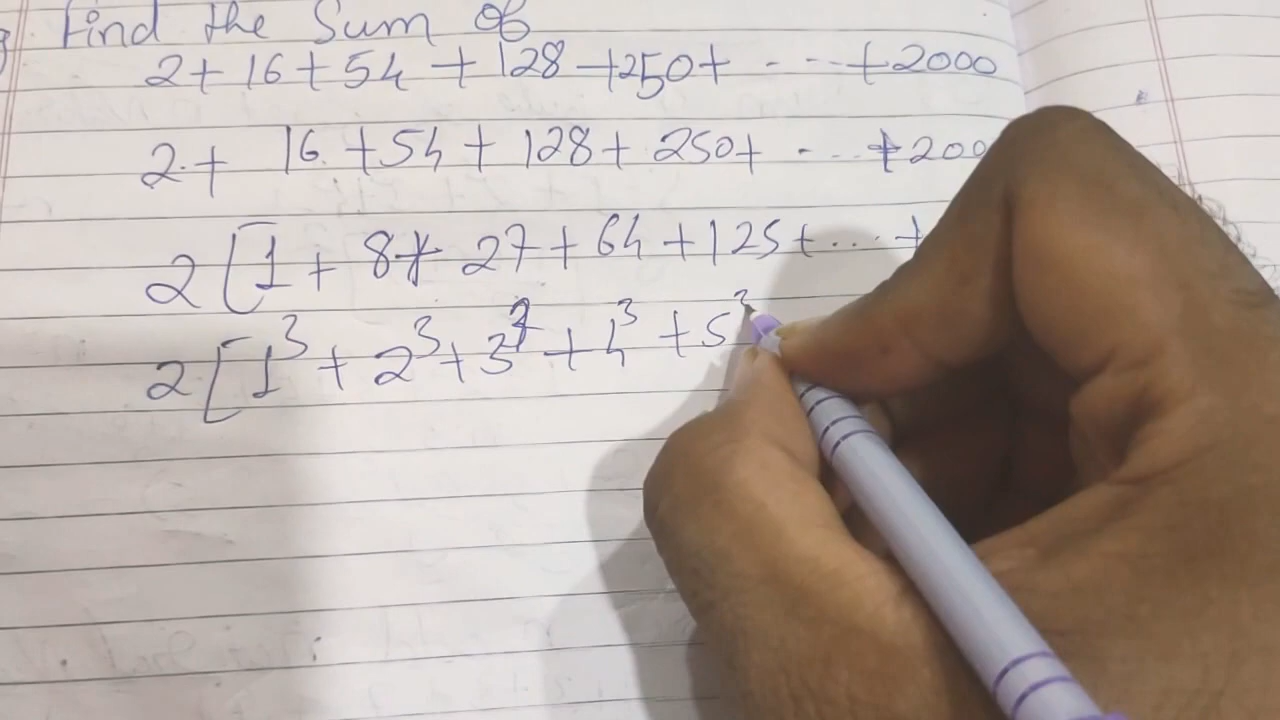 Find the Sum of
2 + 16 + 54 + 128 + 250 + ... + 2000
2 + 16 + 54 + 128 + 250 + ... + 200
2 [ 1 + 8 + 27 + 64 + 125 + ... +
2 [ 1³ + 2³ + 3³ + 4³ + 5³